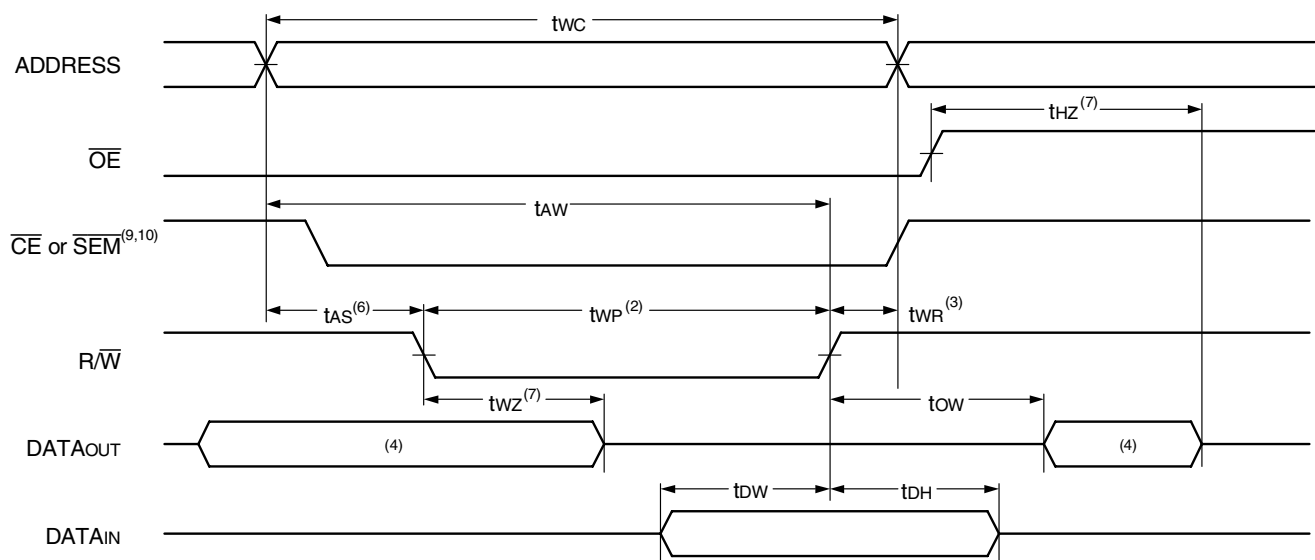 tWC
ADDRESS
tHZ(7)
OE
tAW
CE or SEM(9,10)
tAS(6)
tWP(2)
tWR(3)
R/W
tWZ(7)
tOW
DATAOUT
(4)
(4)
tDW
tDH
DATAIN